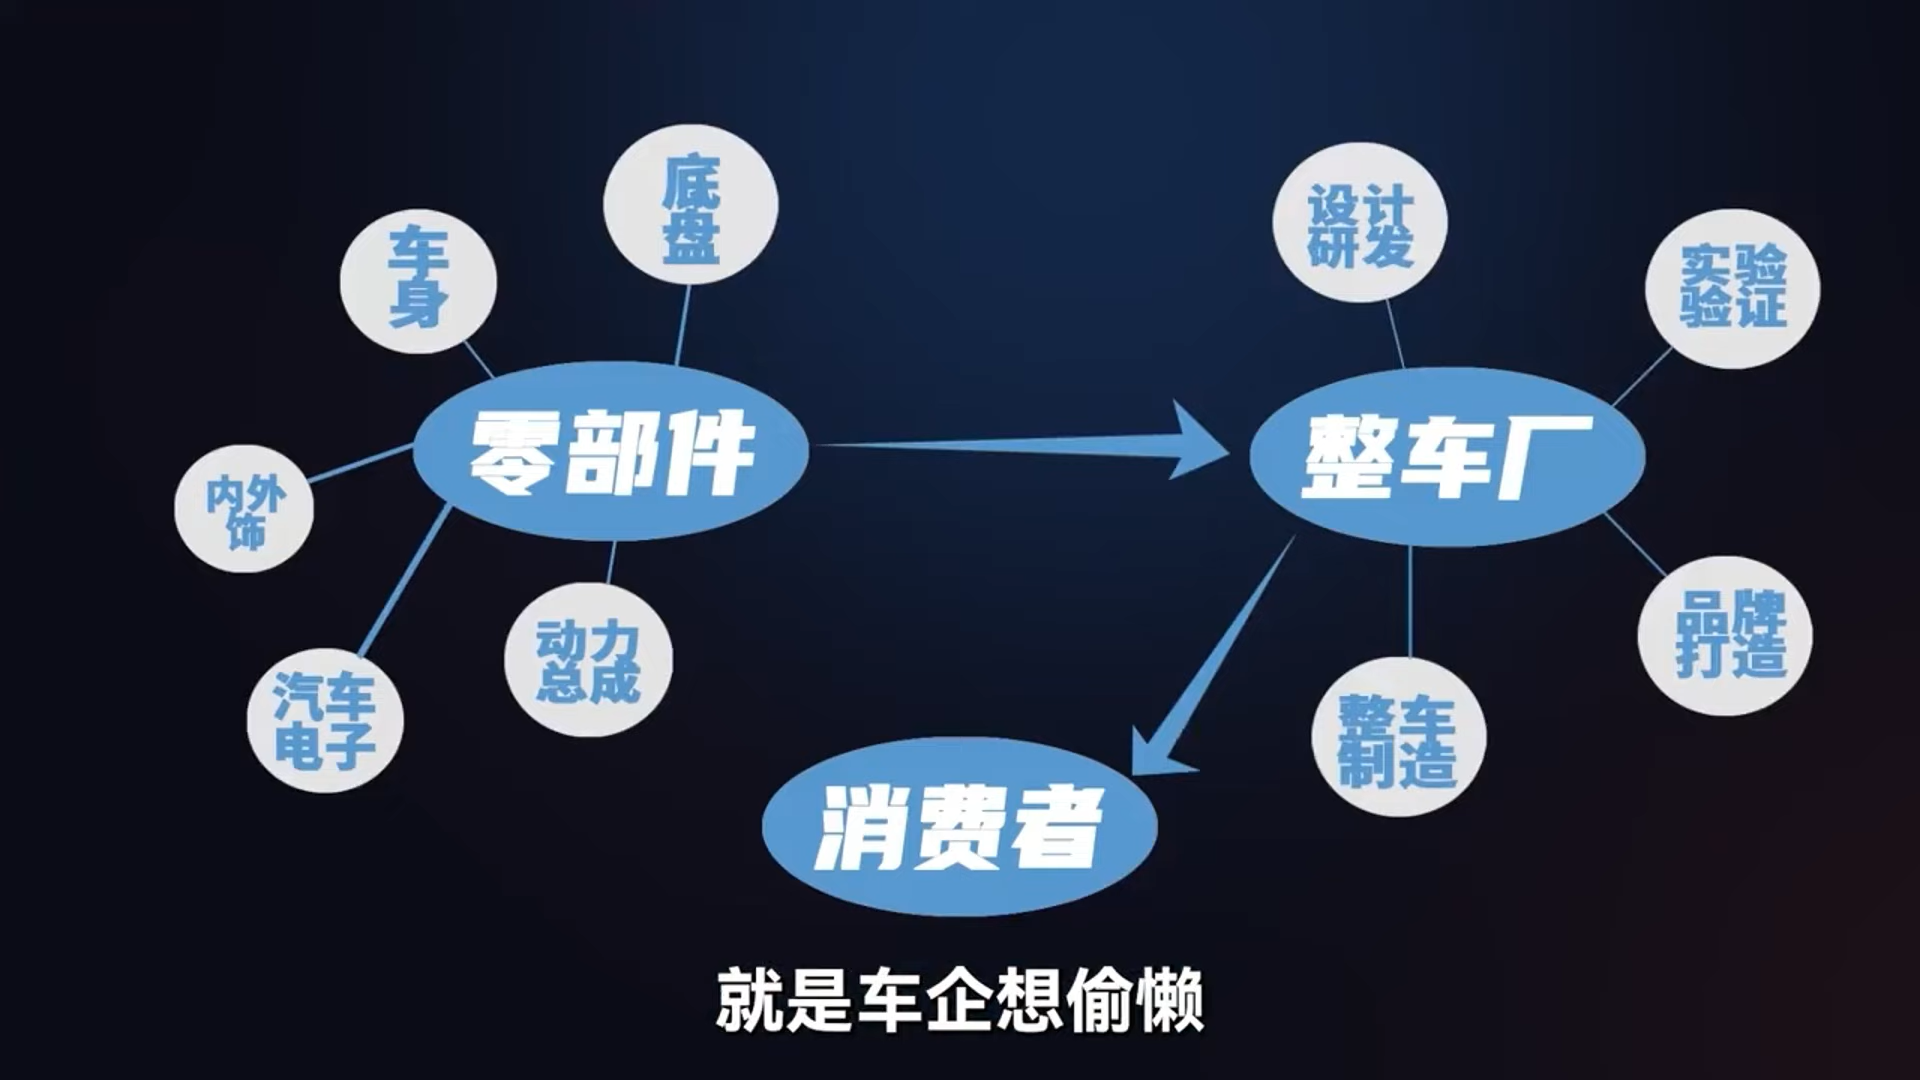 底
盘
车
身
零部件
内外
饰
汽车
电子
动力
总成
设计
研发
实验
验证
整车厂
品牌
打造
整车
制造
消费者
就是车企想偷懒